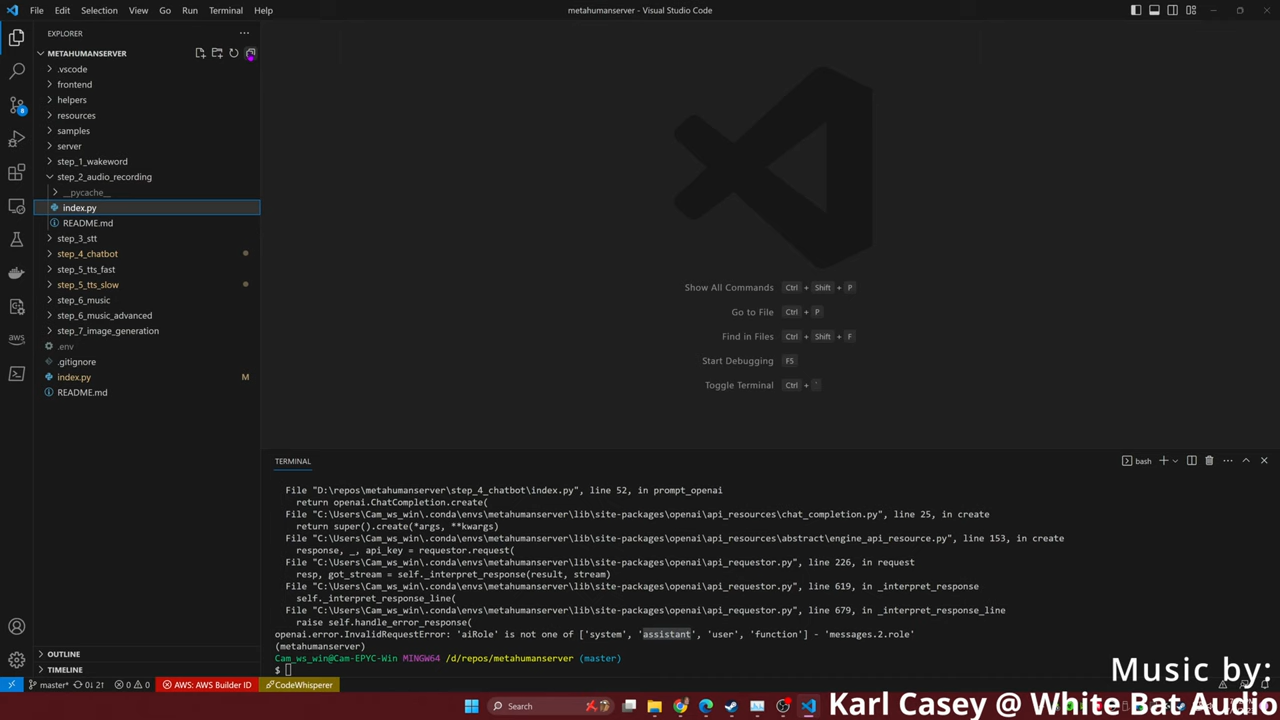 File Edit Selection View Go Run Terminal Help
metahumanserver - Visual Studio Code
EXPLORER
METAHUMANSERVER
.vscode
frontend
helpers
resources
samples
server
step_1_wakeword
step_2_audio_recording
__pycache__
index.py
README.md
step_3_stt
step_4_chatbot
step_5_tts_fast
step_5_tts_slow
step_6_music
step_6_music_advanced
step_7_image_generation
.env
.gitignore
index.py M
README.md
OUTLINE
TIMELINE
8
aws
Show All Commands Ctrl + Shift + P
Go to File Ctrl + P
Find in Files Ctrl + Shift + F
Start Debugging F5
Toggle Terminal Ctrl + `
TERMINAL
bash
File "D:\repos\metahumanserver\step_4_chatbot\index.py", line 52, in prompt_openai
return openai.ChatCompletion.create(
File "C:\Users\Cam_ws_win\.conda\envs\metahumanserver\lib\site-packages\openai\api_resources\chat_completion.py", line 25, in create
return super().create(*args, **kwargs)
File "C:\Users\Cam_ws_win\.conda\envs\metahumanserver\lib\site-packages\openai\api_resources\abstract\engine_api_resource.py", line 153, in create
response, _, api_key = requestor.request(
File "C:\Users\Cam_ws_win\.conda\envs\metahumanserver\lib\site-packages\openai\api_requestor.py", line 226, in request
resp, got_stream = self._interpret_response(result, stream)
File "C:\Users\Cam_ws_win\.conda\envs\metahumanserver\lib\site-packages\openai\api_requestor.py", line 619, in _interpret_response
self._interpret_response_line(
File "C:\Users\Cam_ws_win\.conda\envs\metahumanserver\lib\site-packages\openai\api_requestor.py", line 679, in _interpret_response_line
raise self.handle_error_response(
openai.error.InvalidRequestError: 'aiRole' is not one of ['system', 'assistant', 'user', 'function'] - 'messages.2.role'
(metahumanserver)
Cam_ws_win@Cam-EPYC-Win MINGW64 /d/repos/metahumanserver (master)
$
master* 0↓ 2↑ 0 0 0 AWS: AWS Builder ID CodeWhisperer
Search
Music by:
Karl Casey @ White Bat Audio